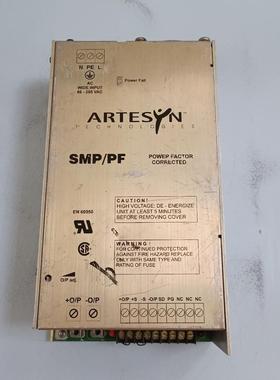 N PE L
AC
WIDE INPUT
85 - 265 VAC
Power Fail
ARTESYN
TECHNOLOGIES
SMP/PF
POWER FACTOR
CORRECTED
EN 60950
CAUTION!
HIGH VOLTAGE: DE - ENERGIZE
UNIT AT LEAST 5 MINUTES
BEFORE REMOVING COVER
WARNING!
FOR CONTINUED PROTECTION
AGAINST FIRE HAZARD REPLACE
ONLY WITH SAME TYPE AND
RATING OF FUSE
O/P ADJ.
+O/P -O/P
+O/P +S -S -O/P SD PG NC NC NC